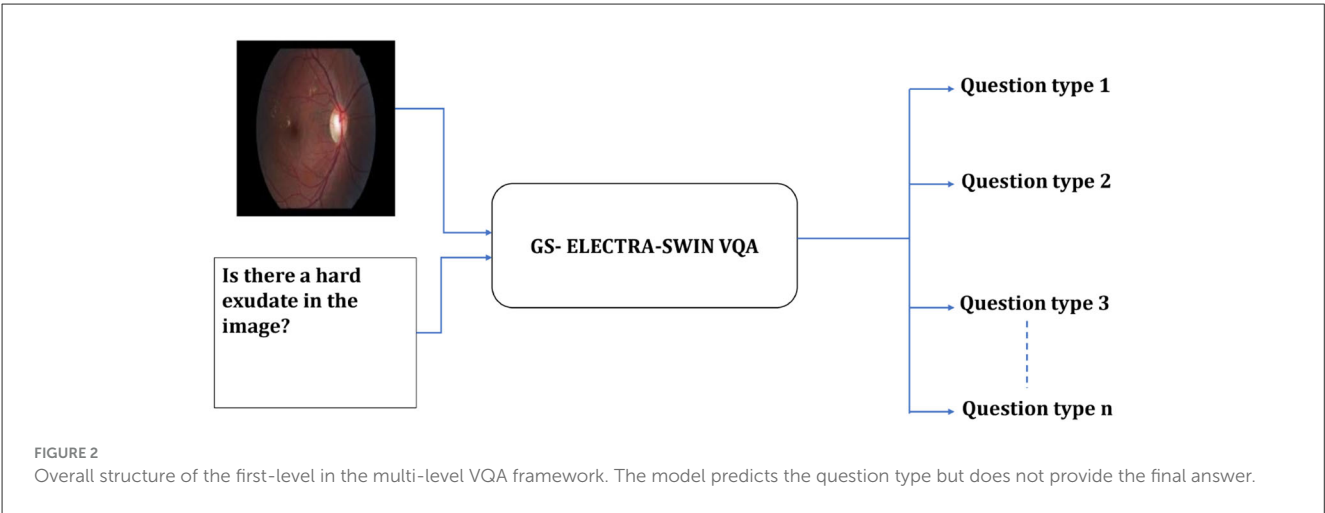 Is there a hard
exudate in the
image?
GS- ELECTRA-SWIN VQA
Question type 1
Question type 2
Question type 3
Question type n
FIGURE 2
Overall structure of the first-level in the multi-level VQA framework. The model predicts the question type but does not provide the final answer.